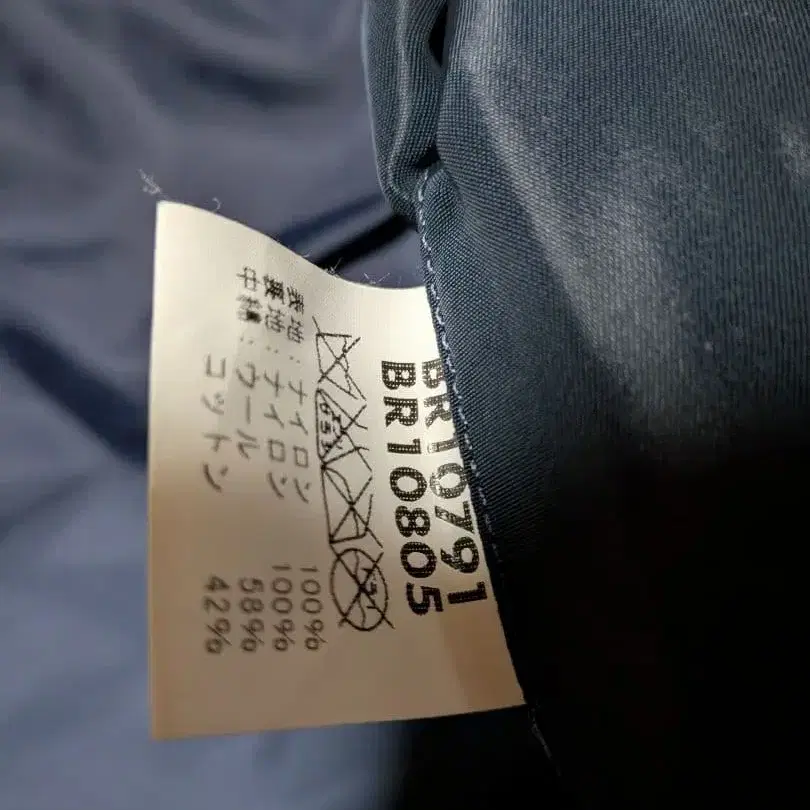 BR10791
BR10805
表地:ナイロン 100%
裏地:ナイロン 100%
中綿:ウール 58%
コットン 42%